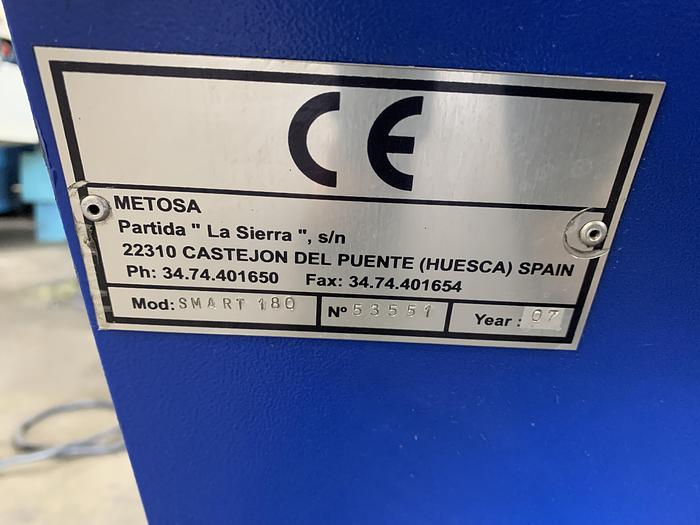 CE
METOSA
Partida " La Sierra ", s/n
22310 CASTEJON DEL PUENTE (HUESCA) SPAIN
Ph: 34.74.401650 Fax: 34.74.401654
Mod: SMART 180 Nº 53551 Year : 07